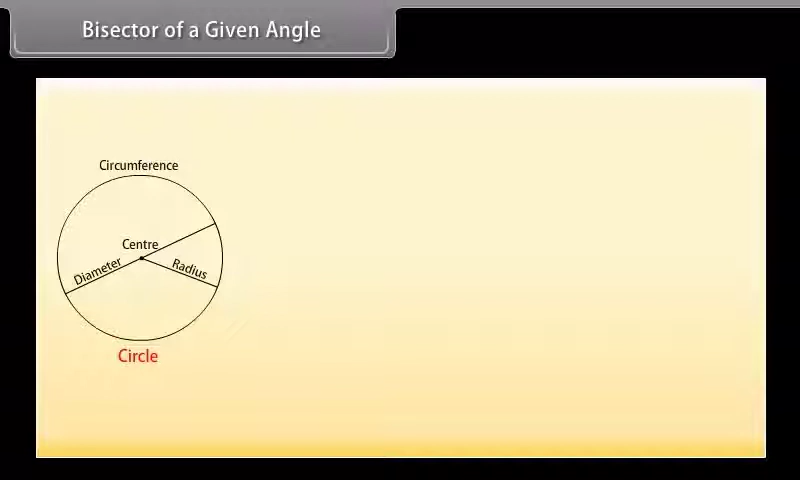 Bisector of a Given Angle
Circumference
Centre
Diameter
Radius
Circle